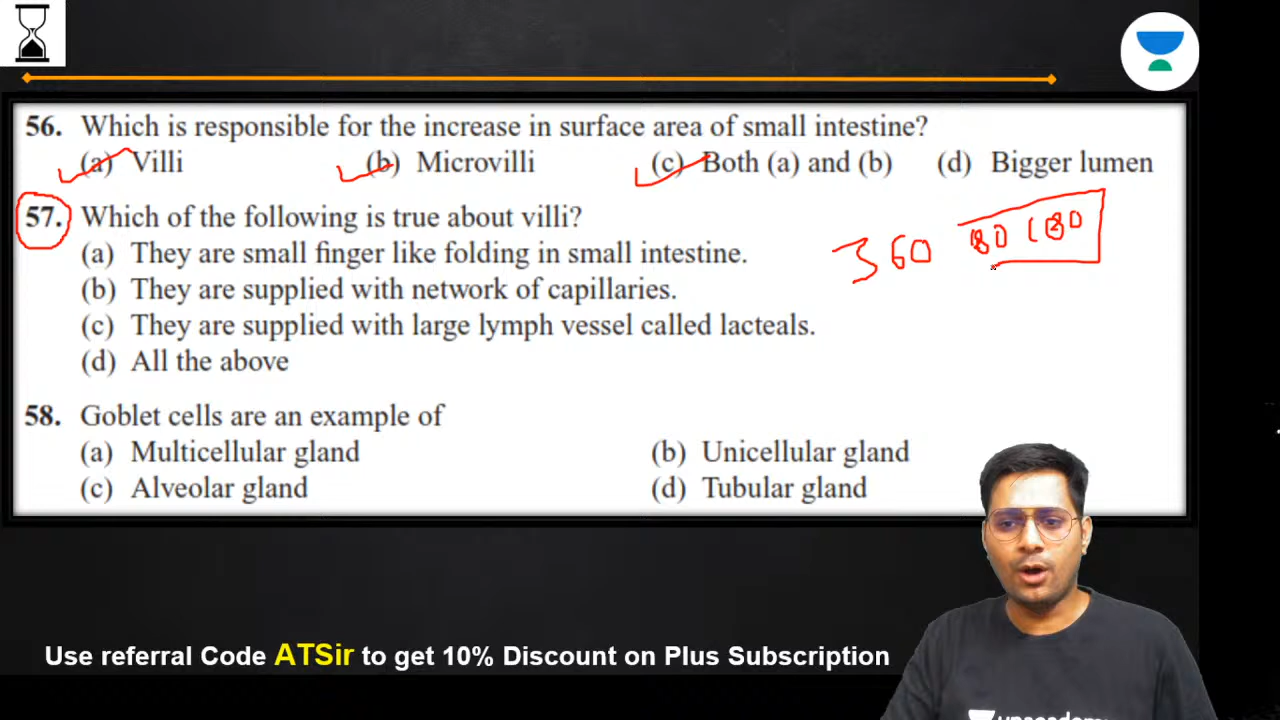 56. Which is responsible for the increase in surface area of small intestine?
(a) Villi (b) Microvilli (c) Both (a) and (b) (d) Bigger lumen
57. Which of the following is true about villi?
(a) They are small finger like folding in small intestine.
360 80 180
(b) They are supplied with network of capillaries.
(c) They are supplied with large lymph vessel called lacteals.
(d) All the above
58. Goblet cells are an example of
(a) Multicellular gland (b) Unicellular gland
(c) Alveolar gland (d) Tubular gland
Use referral Code ATSir to get 10% Discount on Plus Subscription